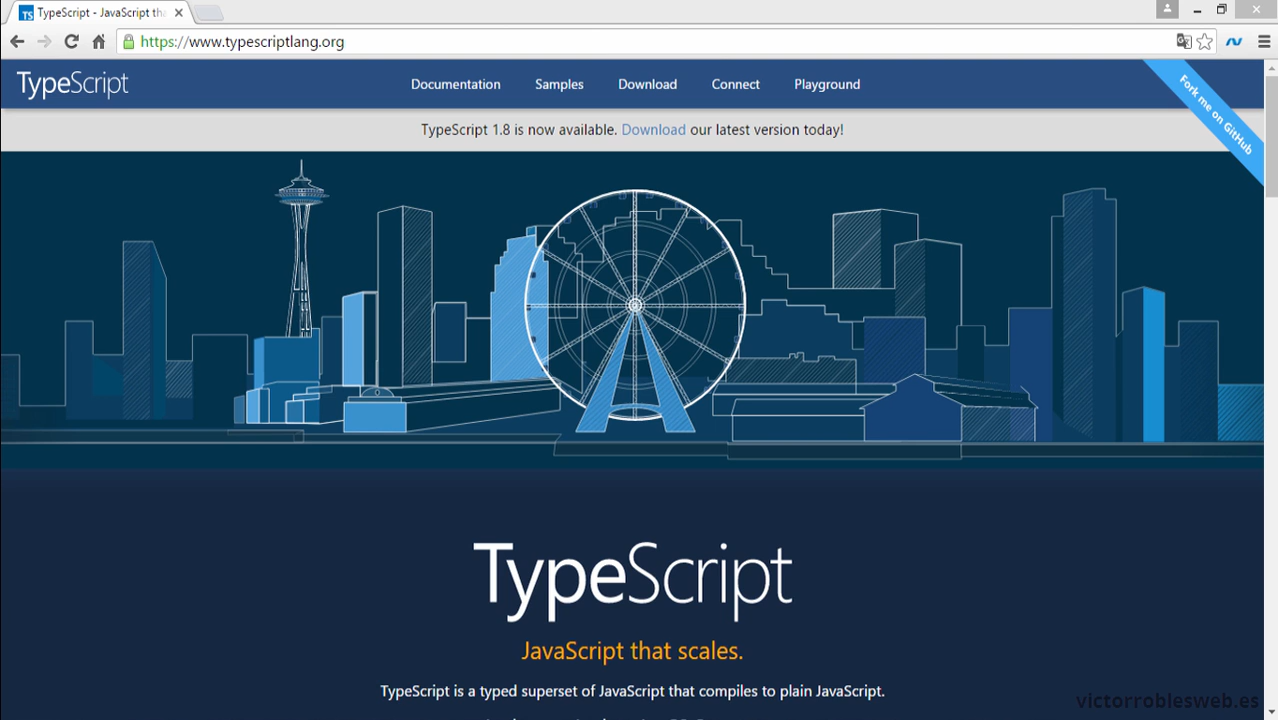 TypeScript - JavaScript tha
https://www.typescriptlang.org
TypeScript
Documentation
Samples
Download
Connect
Playground
Fork me on GitHub
TypeScript 1.8 is now available. Download our latest version today!
TypeScript
JavaScript that scales.
TypeScript is a typed superset of JavaScript that compiles to plain JavaScript.
victorroblesweb.es